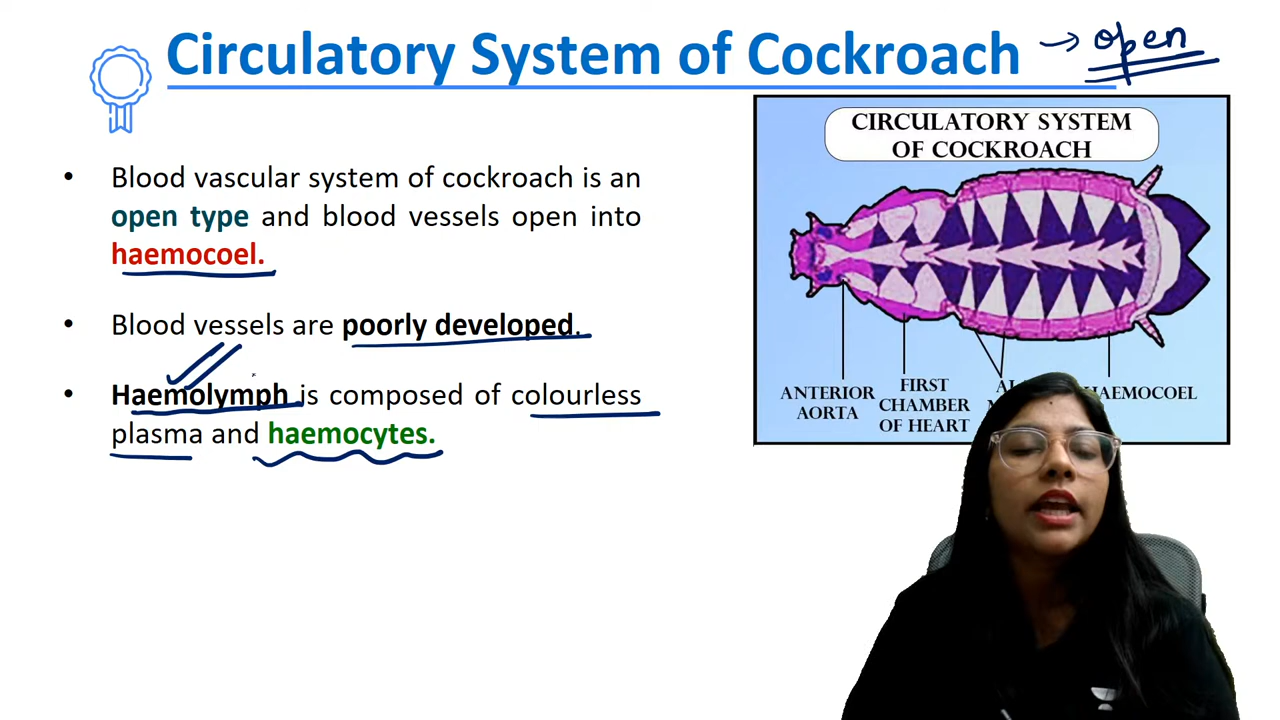 Circulatory System of Cockroach → open
• Blood vascular system of cockroach is an
open type and blood vessels open into
haemocoel.
• Blood vessels are poorly developed.
• Haemolymph is composed of colourless
plasma and haemocytes.
CIRCULATORY SYSTEM
OF COCKROACH
ANTERIOR
AORTA
FIRST
CHAMBER
OF HEART
HAEMOCOEL